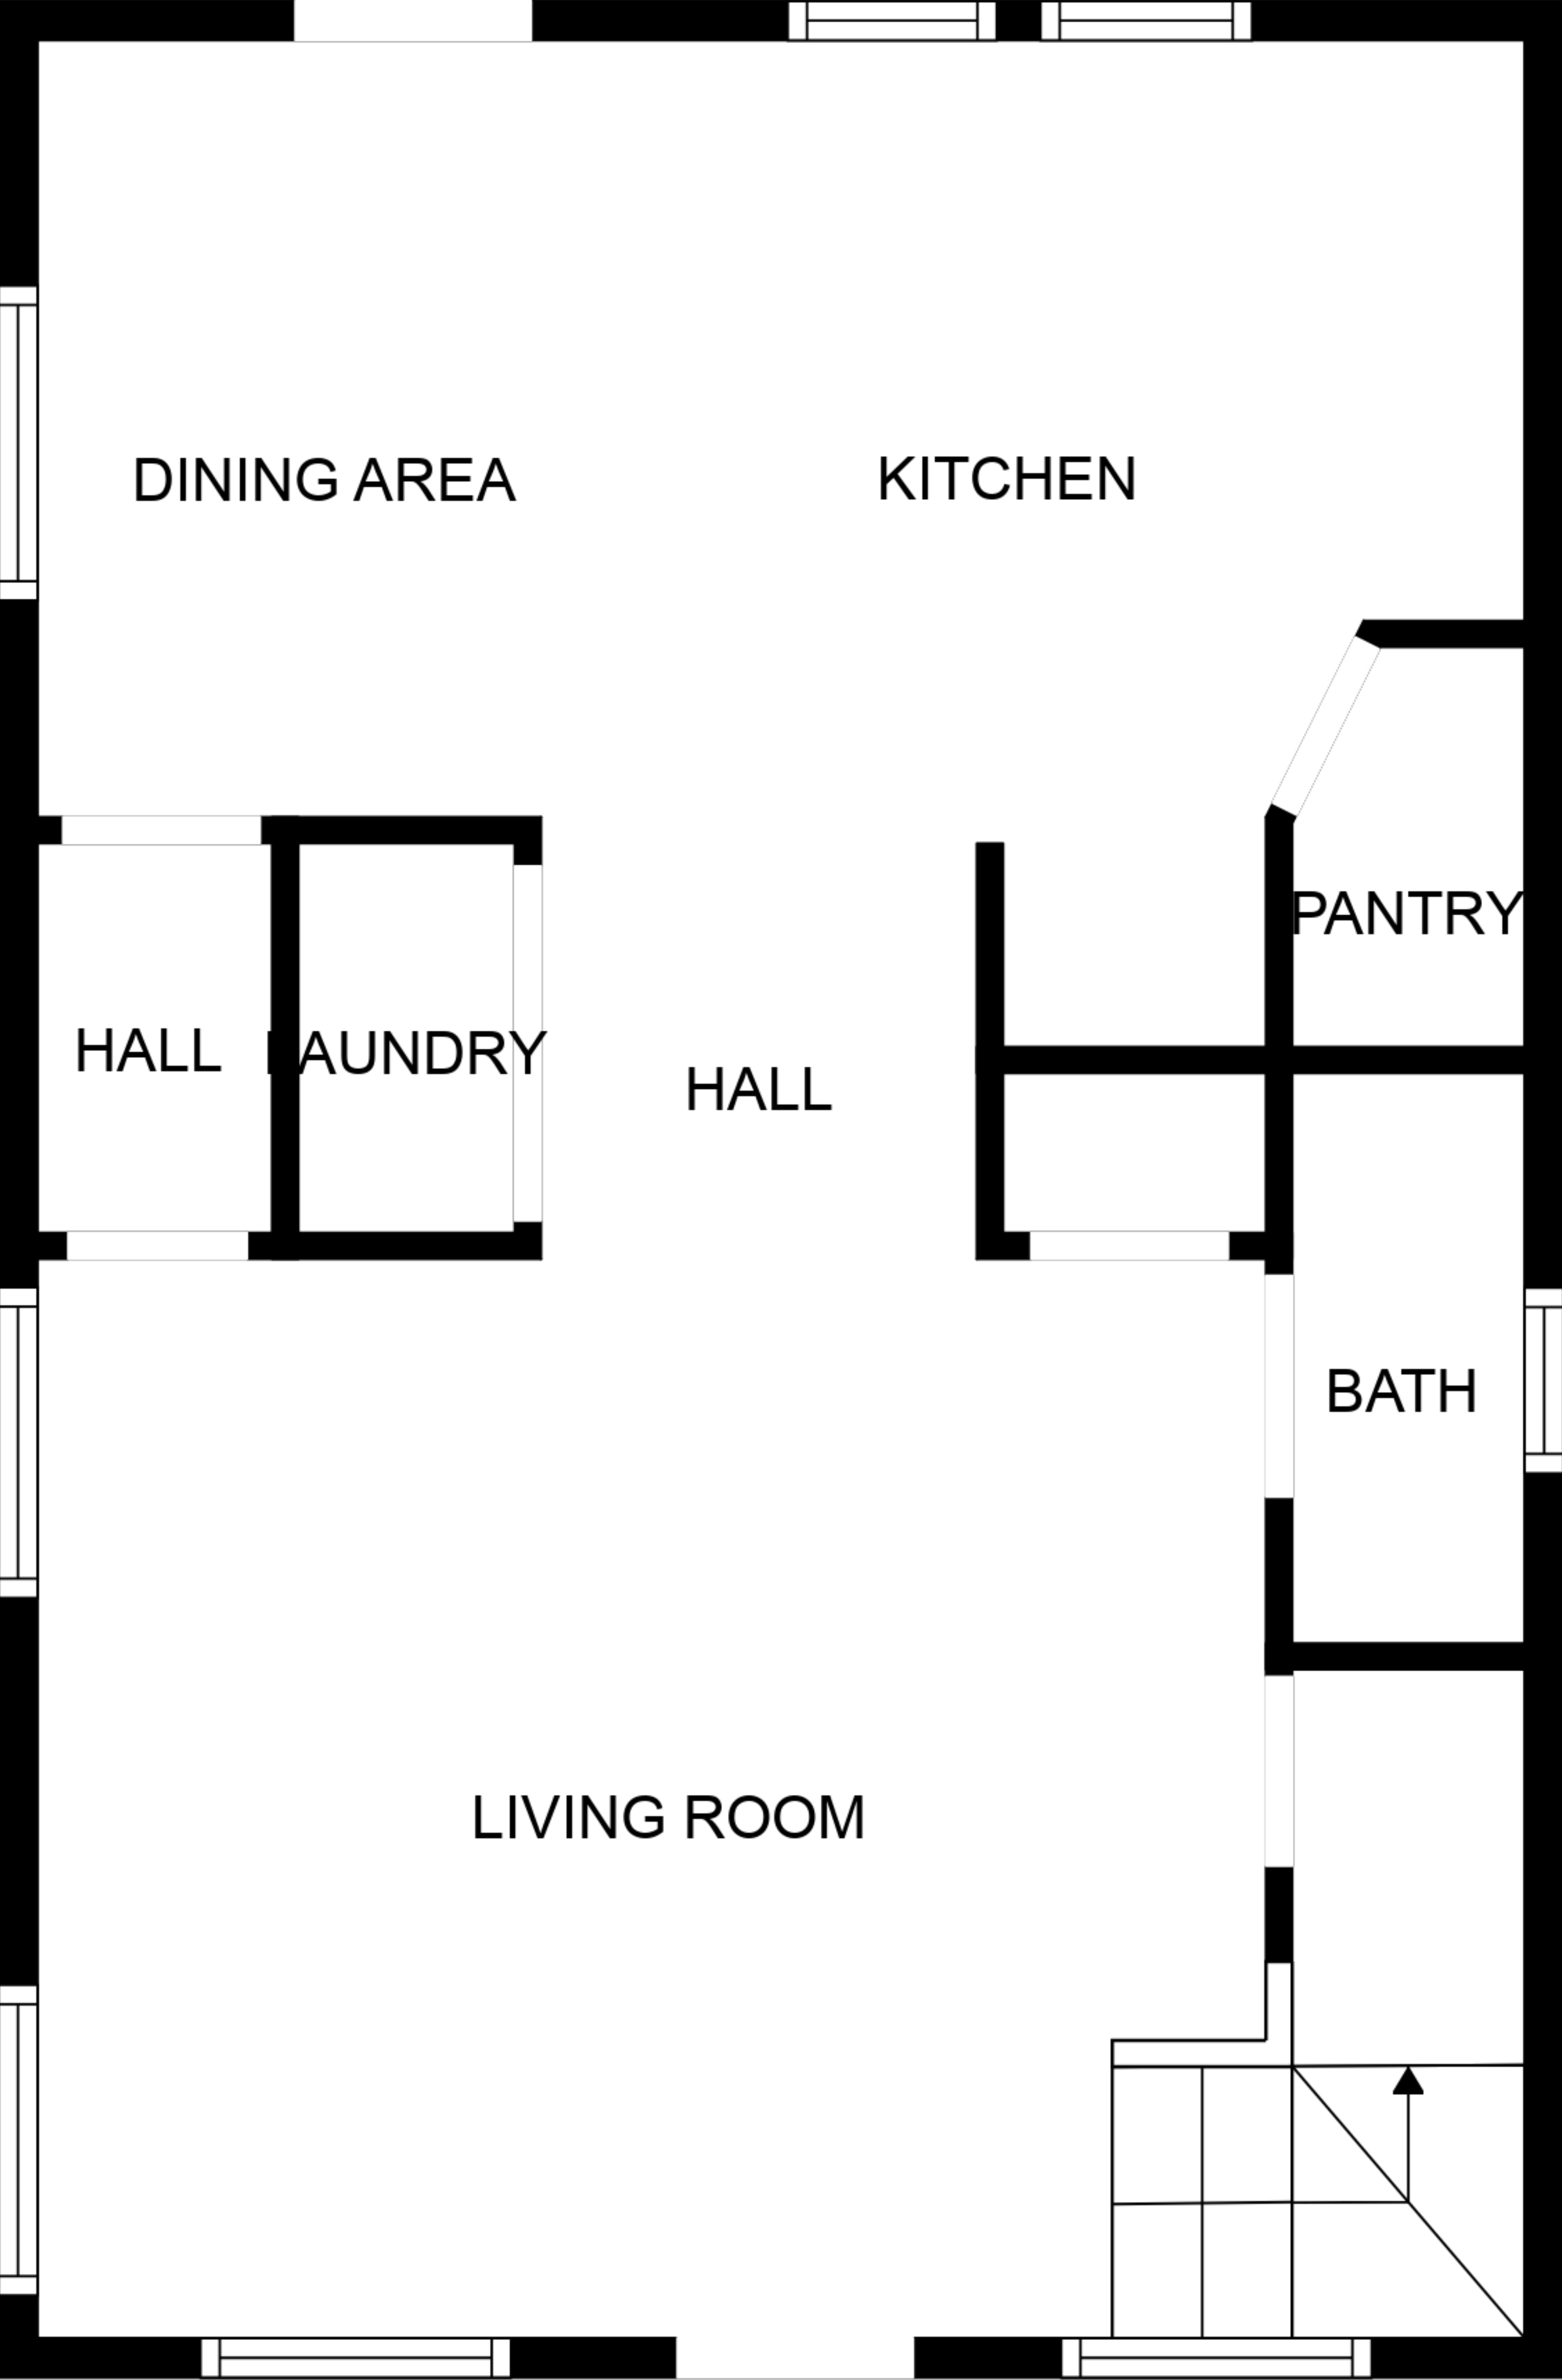 DINING AREA
KITCHEN
PANTRY
HALL
LAUNDRY
HALL
BATH
LIVING ROOM